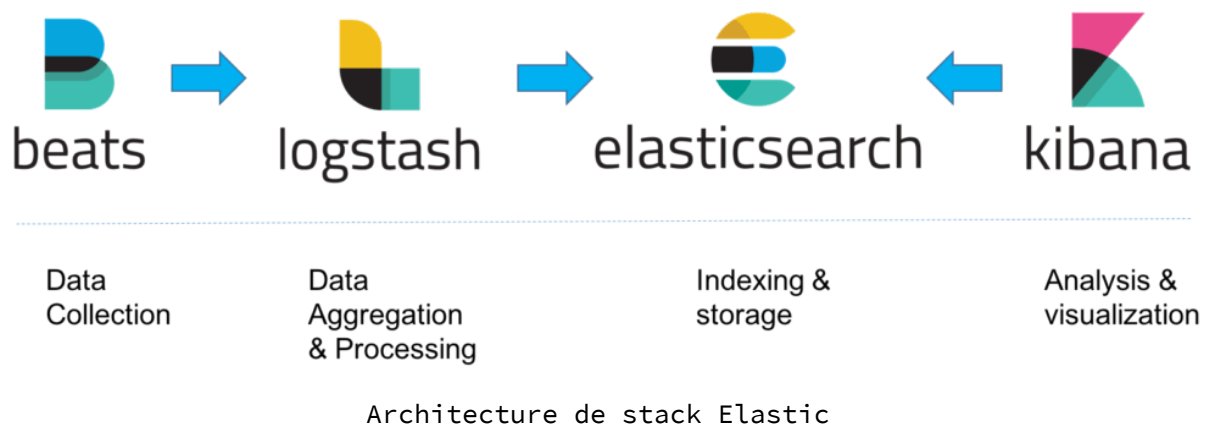 beats
logstash
elasticsearch
kibana
Data
Collection
Data
Aggregation
& Processing
Indexing &
storage
Analysis &
visualization
Architecture de stack Elastic